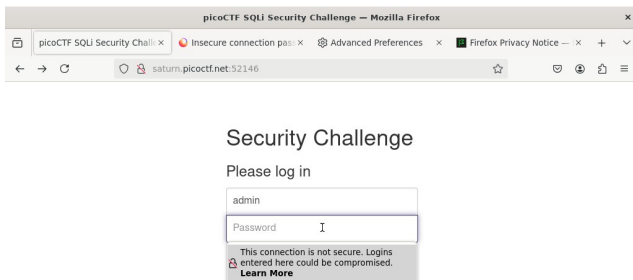 picoCTF SQLi Security Challenge — Mozilla Firefox
picoCTF SQLi Security Chall
Insecure connection pass
Advanced Preferences
Firefox Privacy Notice —
saturn.picoctf.net:52146
Security Challenge
Please log in
admin
Password
This connection is not secure. Logins
entered here could be compromised.
Learn More